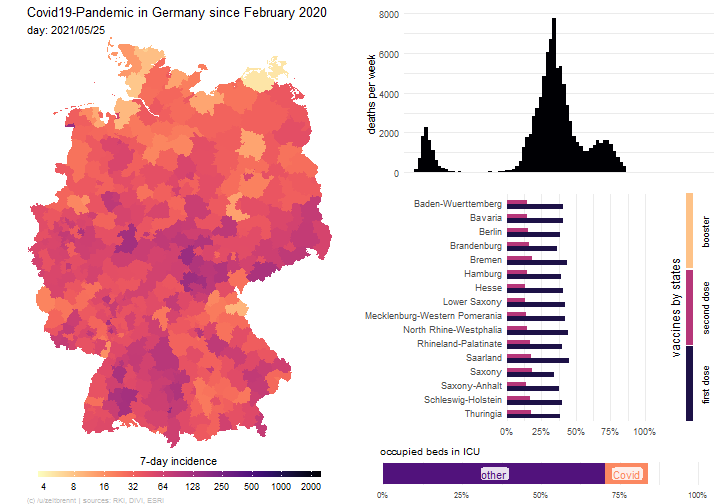 Covid19-Pandemic in Germany since February 2020
day: 2021/05/25
7-day incidence
4 8 16 32 64 128 250 500 1000 2000
(c) /u/zeitbrennt | sources: RKI, DIVI, ESRI
deaths per week
8000
6000
4000
2000
0
Baden-Wuerttemberg
Bavaria
Berlin
Brandenburg
Bremen
Hamburg
Hesse
Lower Saxony
Mecklenburg-Western Pomerania
North Rhine-Westphalia
Rhineland-Palatinate
Saarland
Saxony
Saxony-Anhalt
Schleswig-Holstein
Thuringia
0% 25% 50% 75% 100%
vaccines by states
booster
second dose
first dose
occupied beds in ICU
other Covid
0% 25% 50% 75% 100%